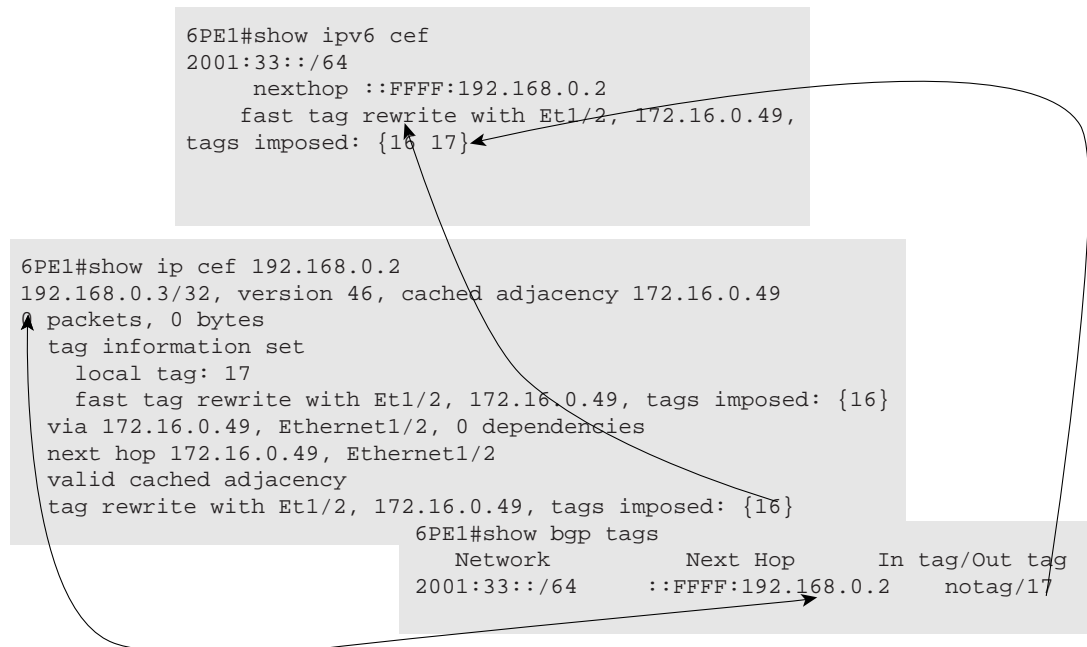 6PE1#show ipv6 cef
2001:33::/64
nexthop ::FFFF:192.168.0.2
fast tag rewrite with Et1/2, 172.16.0.49,
tags imposed: {16 17}
6PE1#show ip cef 192.168.0.2
192.168.0.3/32, version 46, cached adjacency 172.16.0.49
0 packets, 0 bytes
tag information set
local tag: 17
fast tag rewrite with Et1/2, 172.16.0.49, tags imposed: {16}
via 172.16.0.49, Ethernet1/2, 0 dependencies
next hop 172.16.0.49, Ethernet1/2
valid cached adjacency
tag rewrite with Et1/2, 172.16.0.49, tags imposed: {16}
6PE1#show bgp tags
Network Next Hop In tag/Out tag
2001:33::/64 ::FFFF:192.168.0.2 notag/17